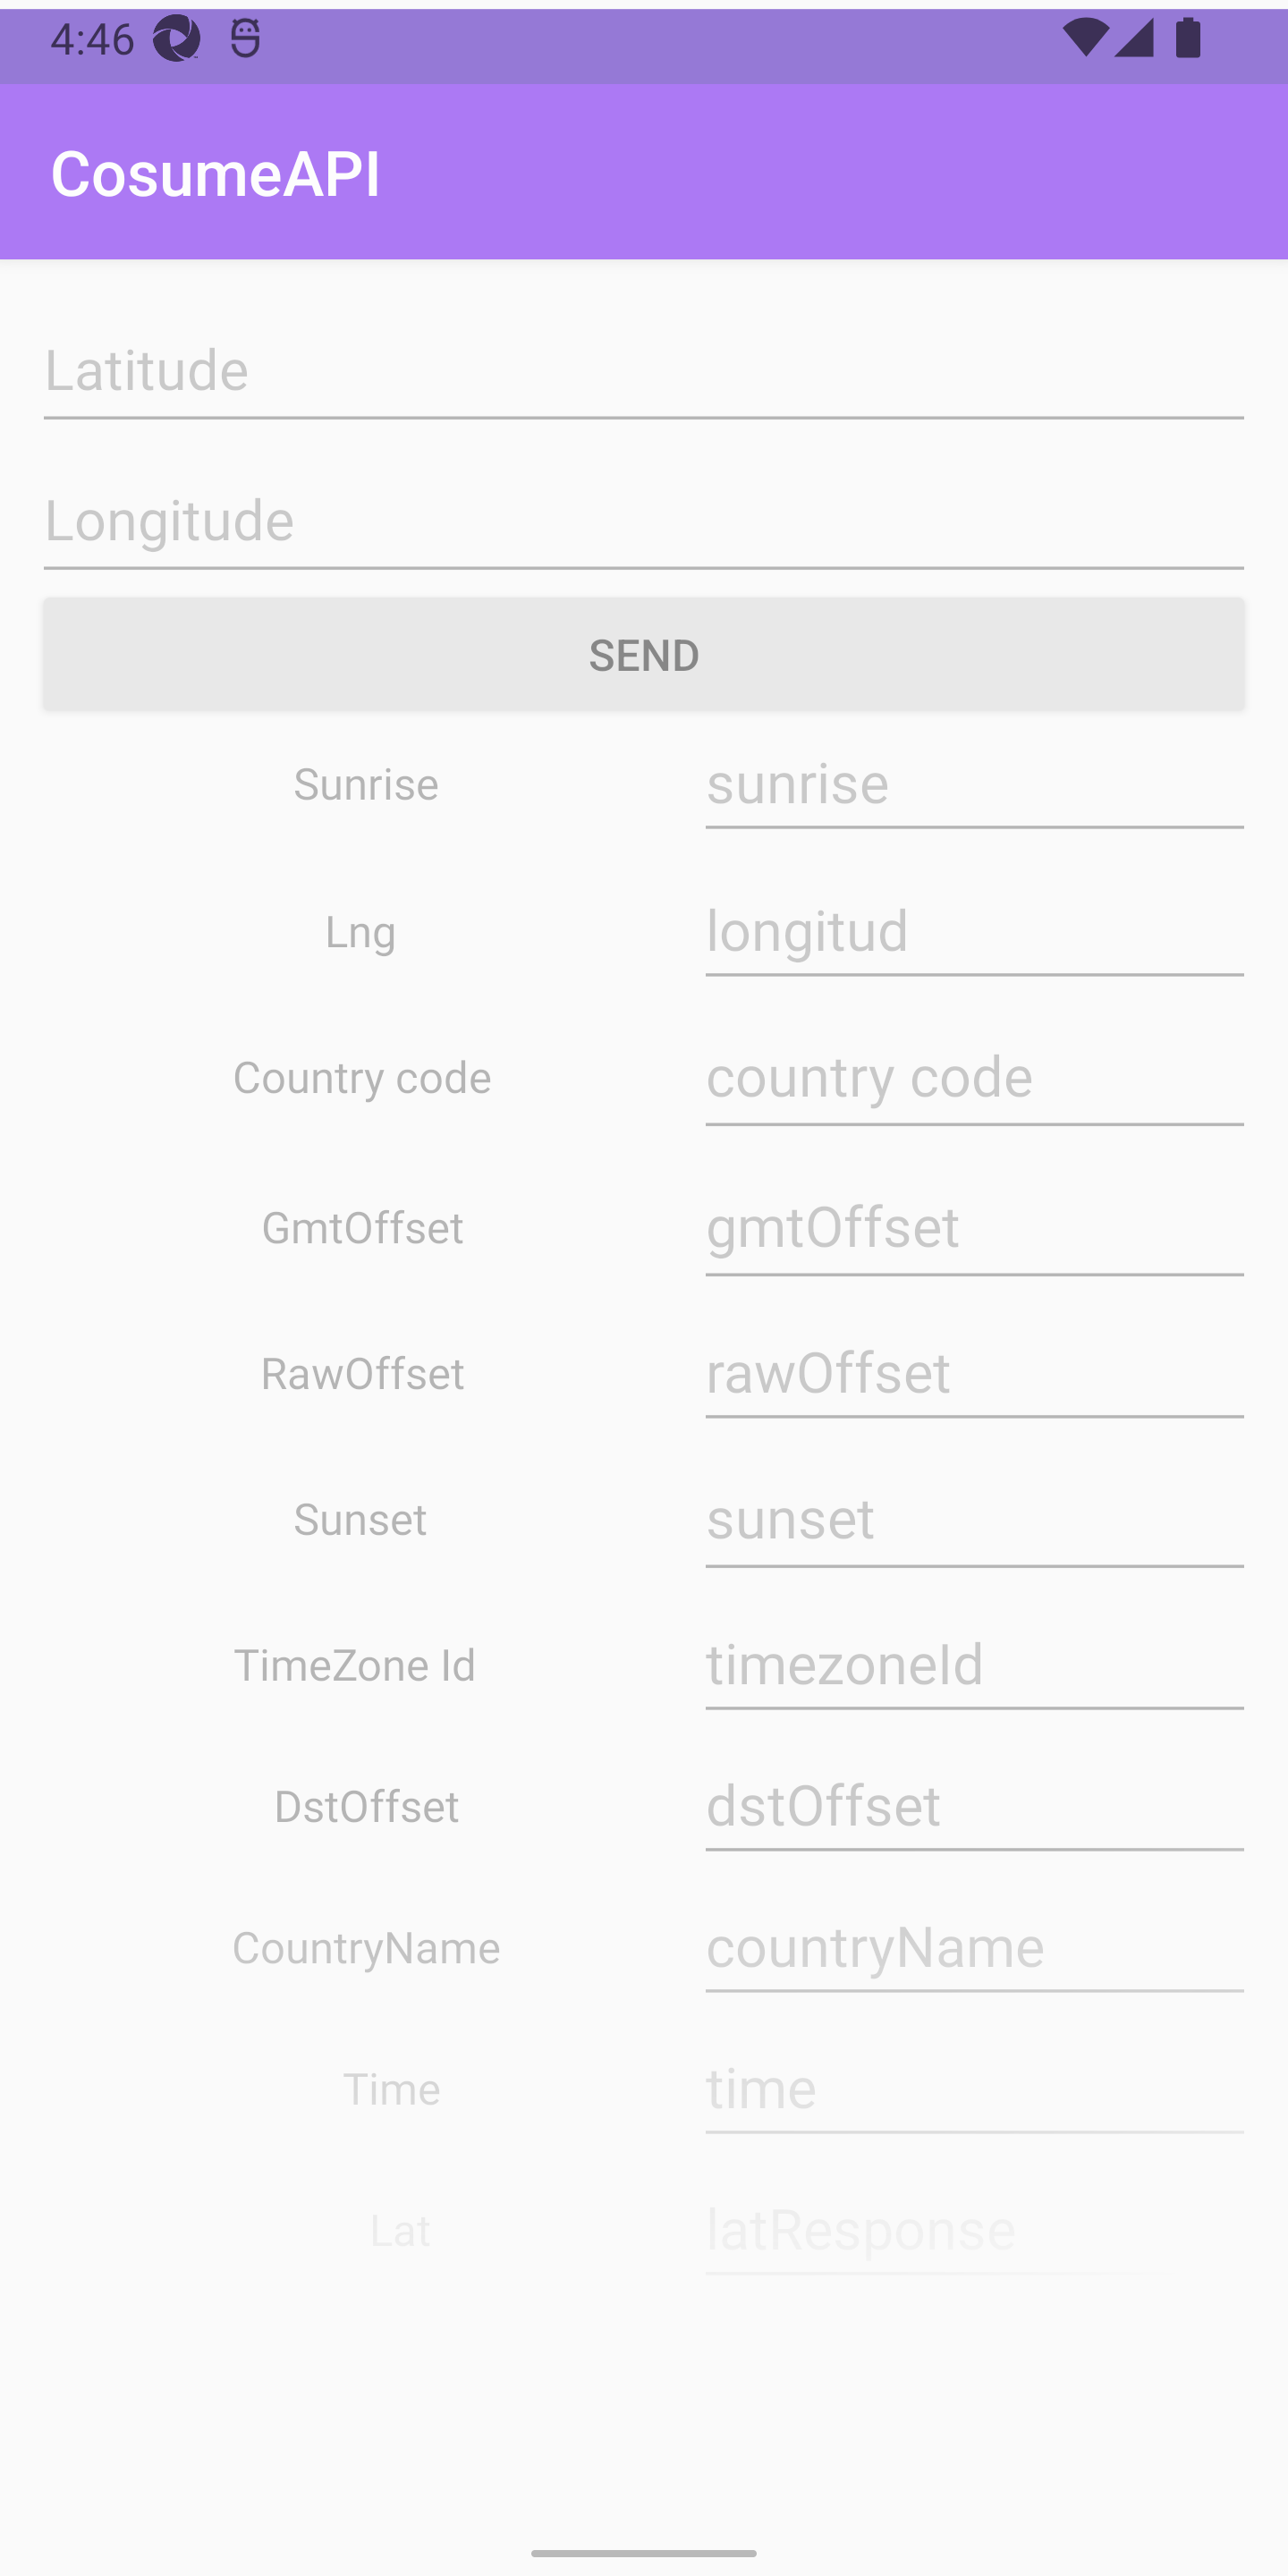 4:46
CosumeAPI
Latitude
Longitude
SEND
Sunrise sunrise
Lng longitud
Country code country code
GmtOffset gmtOffset
RawOffset rawOffset
Sunset sunset
TimeZone Id timezoneId
DstOffset dstOffset
CountryName countryName
Time time
Lat latResponse